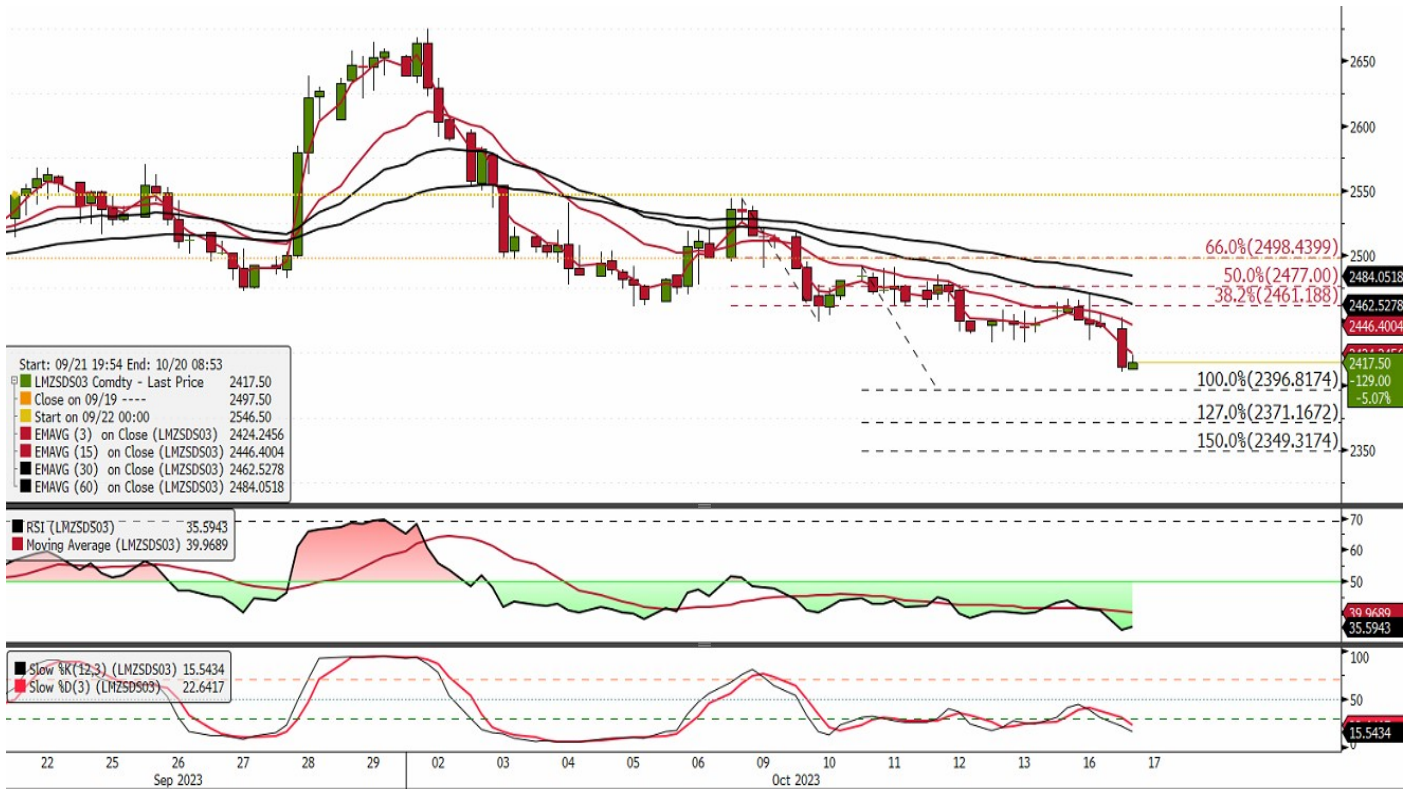 2650
2600
2550
2500
66.0%(2498.4399)
50.0%(2477.00)
2484.0518
38.2%(2461.188)
2462.5278
2446.4004
2417.50
-129.00
-5.07%
100.0%(2396.8174)
127.0%(2371.1672)
150.0%(2349.3174)
2350
Start: 09/21 19:54 End: 10/20 08:53
LMZSDS03 Comdty - Last Price 2417.50
Close on 09/19 ---- 2497.50
Start on 09/22 00:00 2546.50
EMAVG (3) on Close (LMZSDS03) 2424.2456
EMAVG (15) on Close (LMZSDS03) 2446.4004
EMAVG (30) on Close (LMZSDS03) 2462.5278
EMAVG (60) on Close (LMZSDS03) 2484.0518
RSI (LMZSDS03) 35.5943
Moving Average (LMZSDS03) 39.9689
70
60
50
39.9689
35.5943
Slow %K(12,3) (LMZSDS03) 15.5434
Slow %D(3) (LMZSDS03) 22.6417
100
50
15.5434
0
22 25 26 27 28 29 02 03 04 05 06 09 10 11 12 13 16 17
Sep 2023 Oct 2023